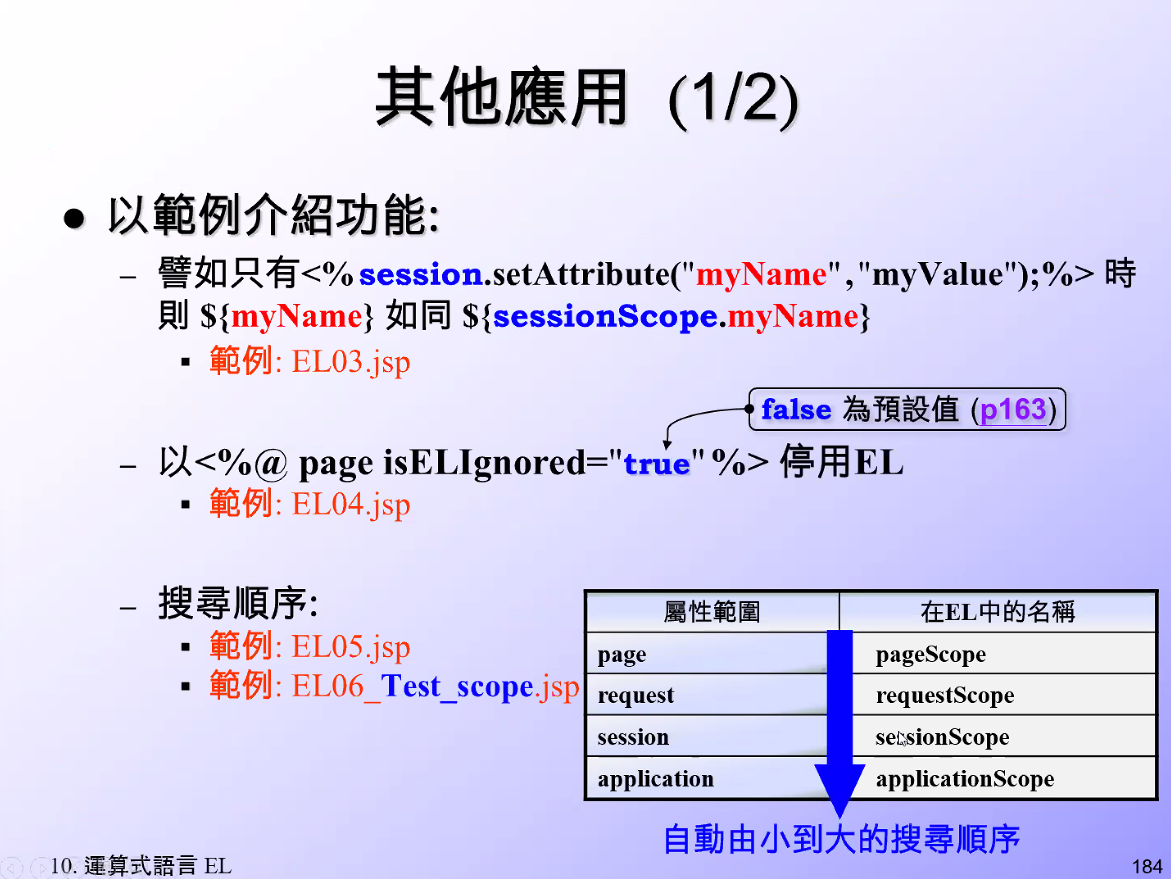 其他應用 (1/2)
● 以範例介紹功能:
– 譬如只有<% session.setAttribute("myName" ,"myValue");%> 時
則 ${myName} 如同 ${sessionScope.myName}
▪ 範例: EL03.jsp
false 為預設值 (p163)
– 以<%@ page isELIgnored="true" %> 停用EL
▪ 範例: EL04.jsp
– 搜尋順序:
▪ 範例: EL05.jsp
▪ 範例: EL06_Test_scope.jsp
屬性範圍 在EL中的名稱
page pageScope
request requestScope
session sessionScope
application applicationScope
自動由小到大的搜尋順序
10. 運算式語言 EL
184